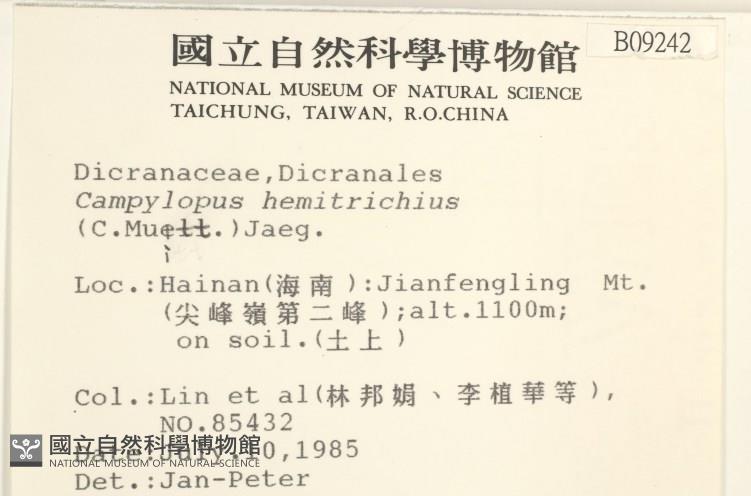 國立自然科學博物館
B09242
NATIONAL MUSEUM OF NATURAL SCIENCE
TAICHUNG, TAIWAN, R.O.CHINA
Dicranaceae,Dicranales
Campylopus hemitrichius
(C.Muell.)Jaeg.
i
Loc.:Hainan(海南):Jianfengling Mt.
(尖峰嶺第二峰);alt.1100m;
on soil.(土上)
Col.:Lin et al(林邦娟、李植華等),
NO.85432
Date:July.10,1985
國立自然科學博物館
NATIONAL MUSEUM OF NATURAL SCIENCE
Det.:Jan-Peter